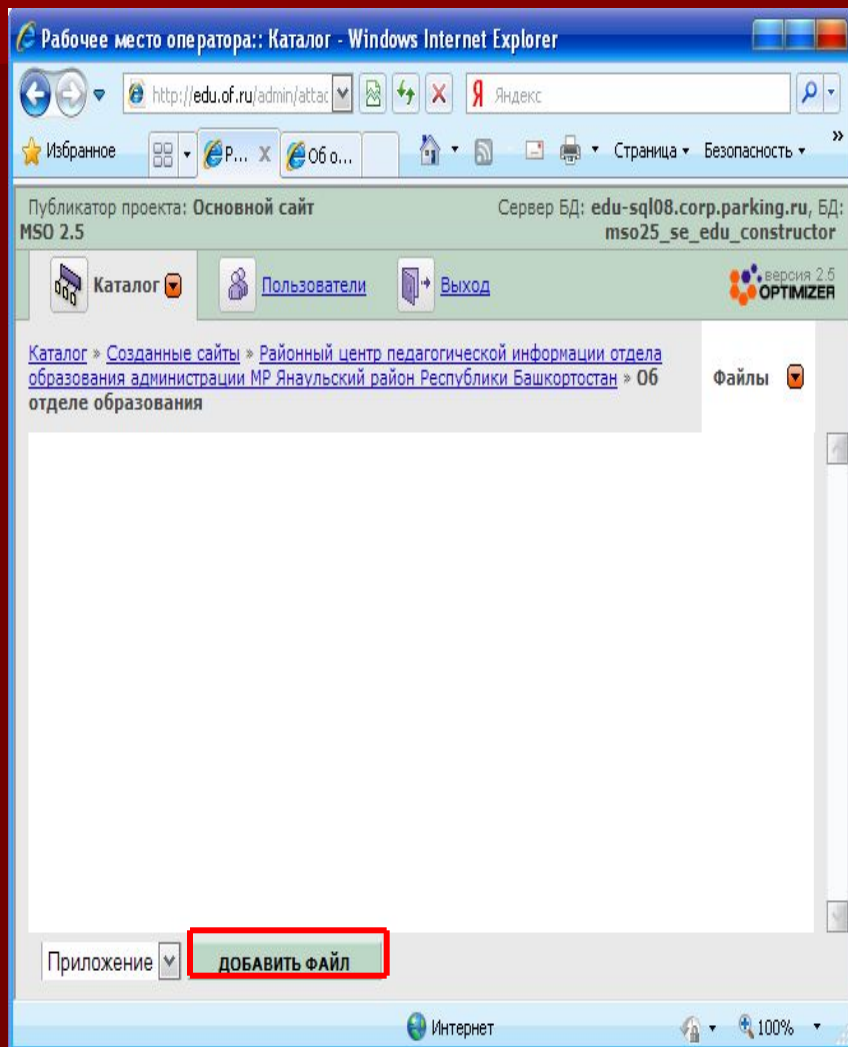 Рабочее место оператора:: Каталог - Windows Internet Explorer
http://edu.of.ru/admin/attac Я Яндекс
Избранное Р... X Об о... Страница Безопасность »
Публикатор проекта: Основной сайт Сервер БД: edu-sql08.corp.parking.ru, БД:
MSO 2.5 mso25_se_edu_constructor
Каталог Пользователи Выход версия 2.5
OPTIMIZER
Каталог » Созданные сайты » Районный центр педагогической информации отдела
образования администрации МР Янаульский район Республики Башкортостан » Об
отделе образования
Файлы
Приложение ДОБАВИТЬ ФАЙЛ
Интернет 100%